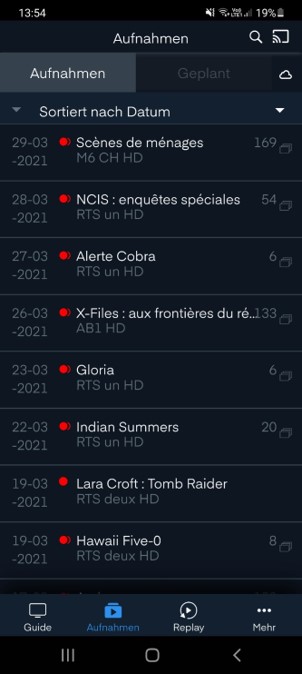 13:54
19%
Aufnahmen
Aufnahmen
Geplant
Sortiert nach Datum
29-03
-2021
Scènes de ménages
169
M6 CH HD
28-03
-2021
NCIS : enquêtes spéciales
54
RTS un HD
27-03
-2021
Alerte Cobra
6
RTS un HD
26-03
-2021
X-Files : aux frontières du ré...
133
AB1 HD
23-03
-2021
Gloria
6
RTS un HD
22-03
-2021
Indian Summers
20
RTS un HD
19-03
-2021
Lara Croft : Tomb Raider
RTS deux HD
19-03
-2021
Hawaii Five-0
8
RTS deux HD
Guide
Aufnahmen
Replay
Mehr